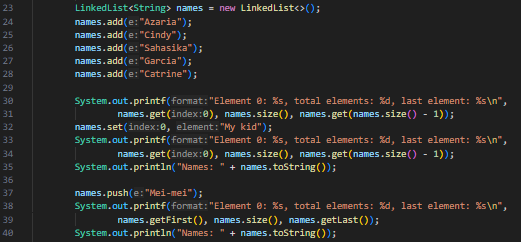 23 LinkedList<String> names = new LinkedList<>();
24 names.add(e:"Azaria");
25 names.add(e:"Cindy");
26 names.add(e:"Sahasika");
27 names.add(e:"Garcia");
28 names.add(e:"Catrine");
29
30 System.out.printf(format:"Element 0: %s, total elements: %d, last element: %s\n",
31 names.get(index:0), names.size(), names.get(names.size() - 1));
32 names.set(index:0, element:"My kid");
33 System.out.printf(format:"Element 0: %s, total elements: %d, last element: %s\n",
34 names.get(index:0), names.size(), names.get(names.size() - 1));
35 System.out.println("Names: " + names.toString());
36
37 names.push(e:"Mei-mei");
38 System.out.printf(format:"Element 0: %s, total elements: %d, last element: %s\n",
39 names.getFirst(), names.size(), names.getLast());
40 System.out.println("Names: " + names.toString());